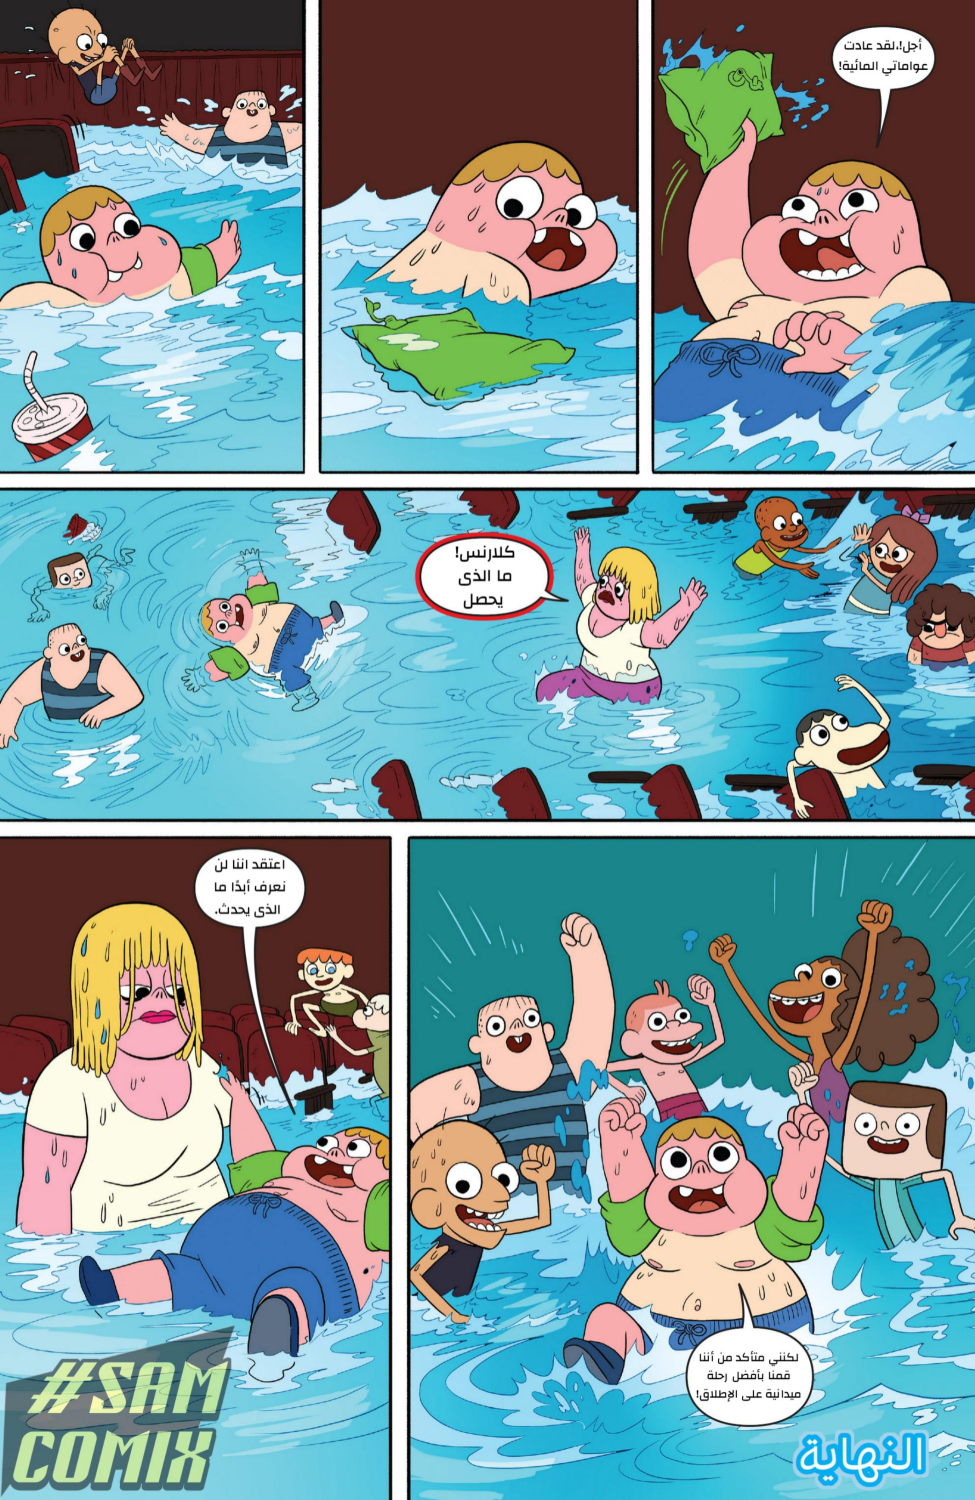 أجل!،لقد عادت
عواماتي المائية!
كلارنس!
ما الذى
يحصل
اعتقد اننا لن
نعرف أبدًا ما
الذى يحدث.
لكنني متأكد من أننا
قمنا بأفضل رحلة
ميدانية على الإطلاق!
#SAM
COMIX
النهاية